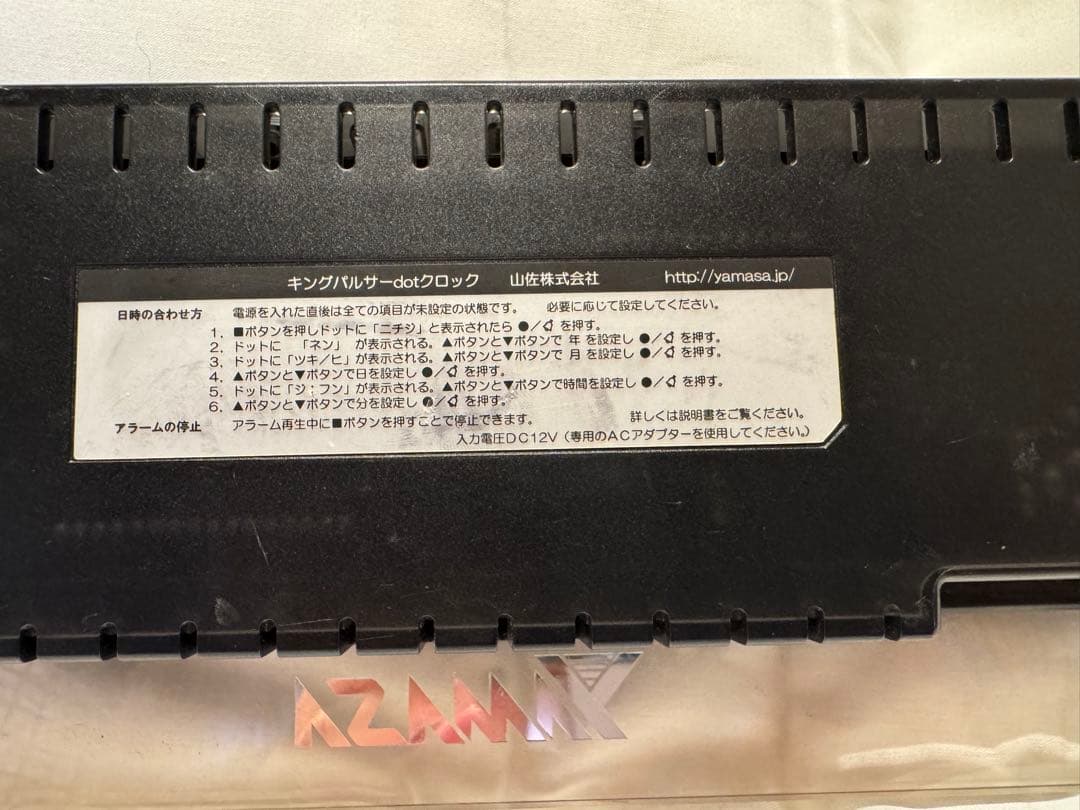 キングパルサーdotクロック 山佐株式会社 http://yamasa.jp/
日時の合わせ方 電源を入れた直後は全ての項目が未設定の状態です。 必要に応じて設定してください。
1. ■ボタンを押しドットに「ニチジ」と表示されたら ●/🔔 を押す。
2. ドットに 「ネン」 が表示される。▲ボタンと▼ボタンで 年 を設定し ●/🔔 を押す。
3. ドットに「ツキ/ヒ」が表示される。▲ボタンと▼ボタンで 月 を設定し ●/🔔 を押す。
4. ▲ボタンと▼ボタンで日を設定し ●/🔔 を押す。
5. ドットに「ジ:フン」が表示される。▲ボタンと▼ボタンで時間を設定し ●/🔔 を押す。
6. ▲ボタンと▼ボタンで分を設定し ●/🔔 を押す。
アラームの停止 アラーム再生中に■ボタンを押すことで停止できます。 詳しくは説明書をご覧ください。
入力電圧DC12V(専用のACアダプターを使用してください。)
YAMASA